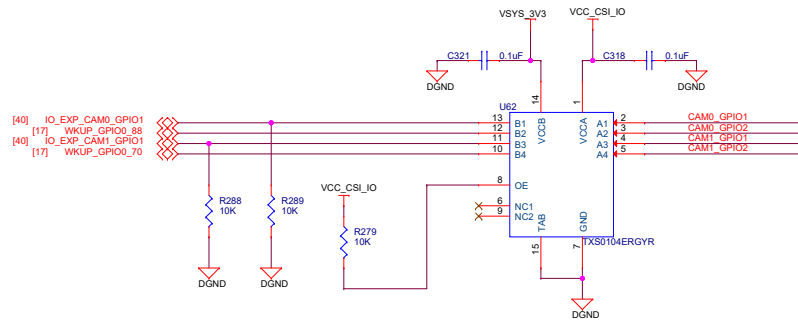 VSYS_3V3 VCC_CSI_IO
C321 0.1uF C318 0.1uF
DGND DGND
U62 14 1
VCCB VCCA
[40] IO_EXP_CAM0_GPIO1 13 B1 A1 2 CAM0_GPIO1
[17] WKUP_GPIO0_88 12 B2 A2 3 CAM0_GPIO2
[40] IO_EXP_CAM1_GPIO1 11 B3 A3 4 CAM1_GPIO1
[17] WKUP_GPIO0_70 10 B4 A4 5 CAM1_GPIO2
VCC_CSI_IO 8 OE
R288 R289 6 NC1
10K 10K 9 NC2
R279 TAB GND
10K TXS0104ERGYR
15 7
DGND DGND
DGND